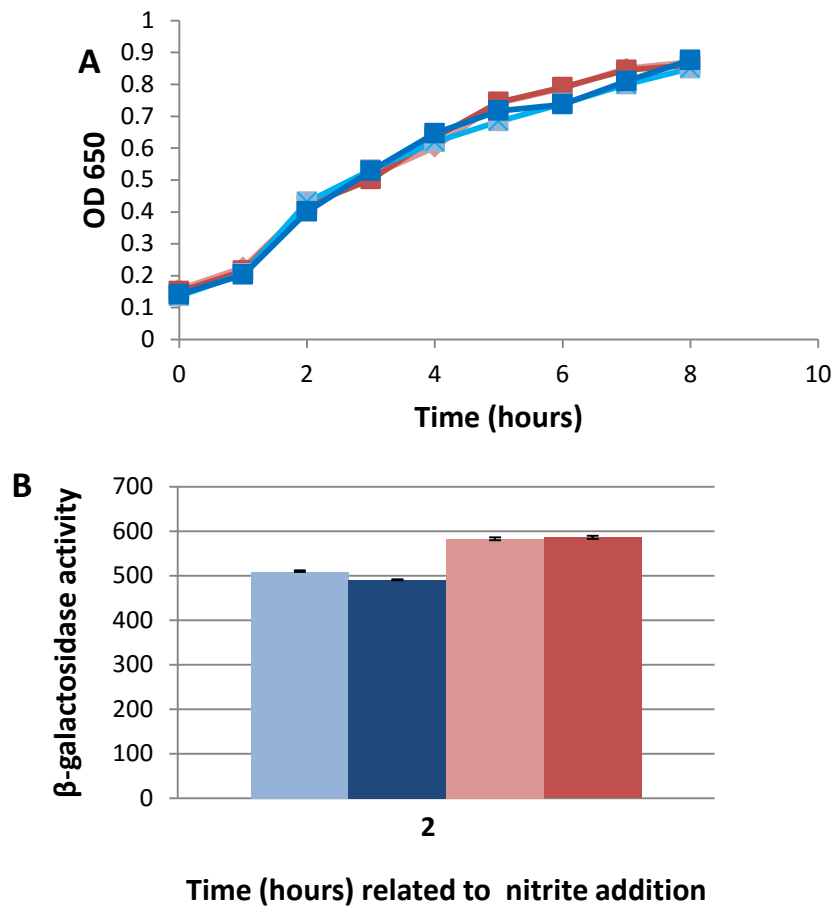 A
1
0.9
0.8
0.7
0.6
0.5
0.4
0.3
0.2
0.1
0
OD 650
0 2 4 6 8 10
Time (hours)
B
700
600
500
400
300
200
100
0
β-galactosidase activity
2
Time (hours) related to nitrite addition